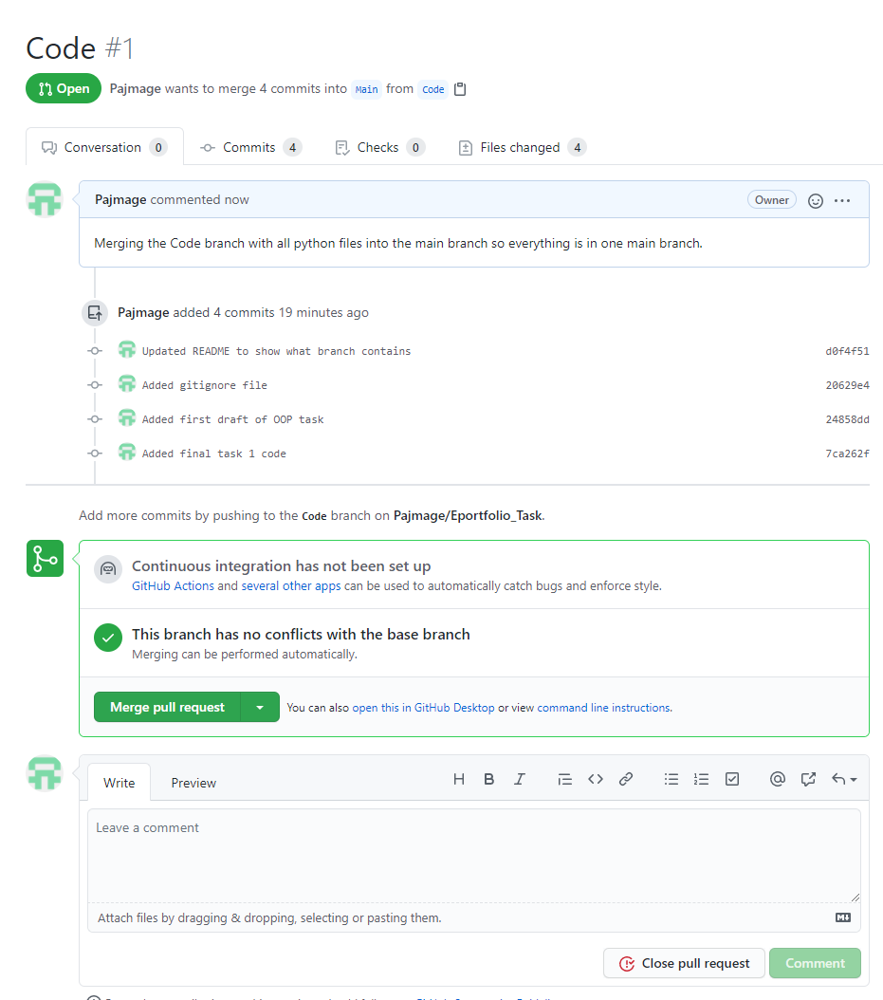 Code #1
Open Pajmage wants to merge 4 commits into Main from Code
Conversation 0 Commits 4 Checks 0 Files changed 4
Pajmage commented now Owner
Merging the Code branch with all python files into the main branch so everything is in one main branch.
Pajmage added 4 commits 19 minutes ago
Updated README to show what branch contains d0f4f51
Added gitignore file 20629e4
Added first draft of OOP task 24858dd
Added final task 1 code 7ca262f
Add more commits by pushing to the Code branch on Pajmage/Eportfolio_Task.
Continuous integration has not been set up
GitHub Actions and several other apps can be used to automatically catch bugs and enforce style.
This branch has no conflicts with the base branch
Merging can be performed automatically.
Merge pull request You can also open this in GitHub Desktop or view command line instructions.
Write Preview H B I
Leave a comment
Attach files by dragging & dropping, selecting or pasting them.
Close pull request Comment